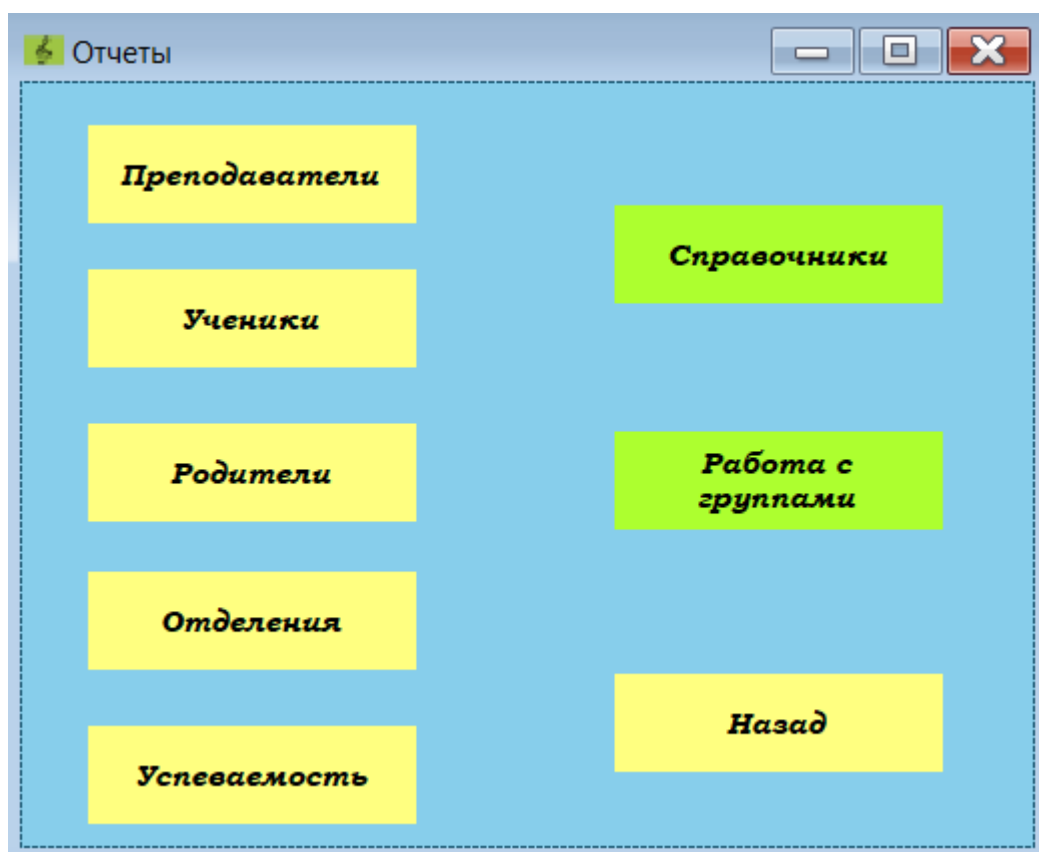 Отчеты
Преподаватели
Ученики
Родители
Отделения
Успеваемость
Справочники
Работа с
группами
Назад